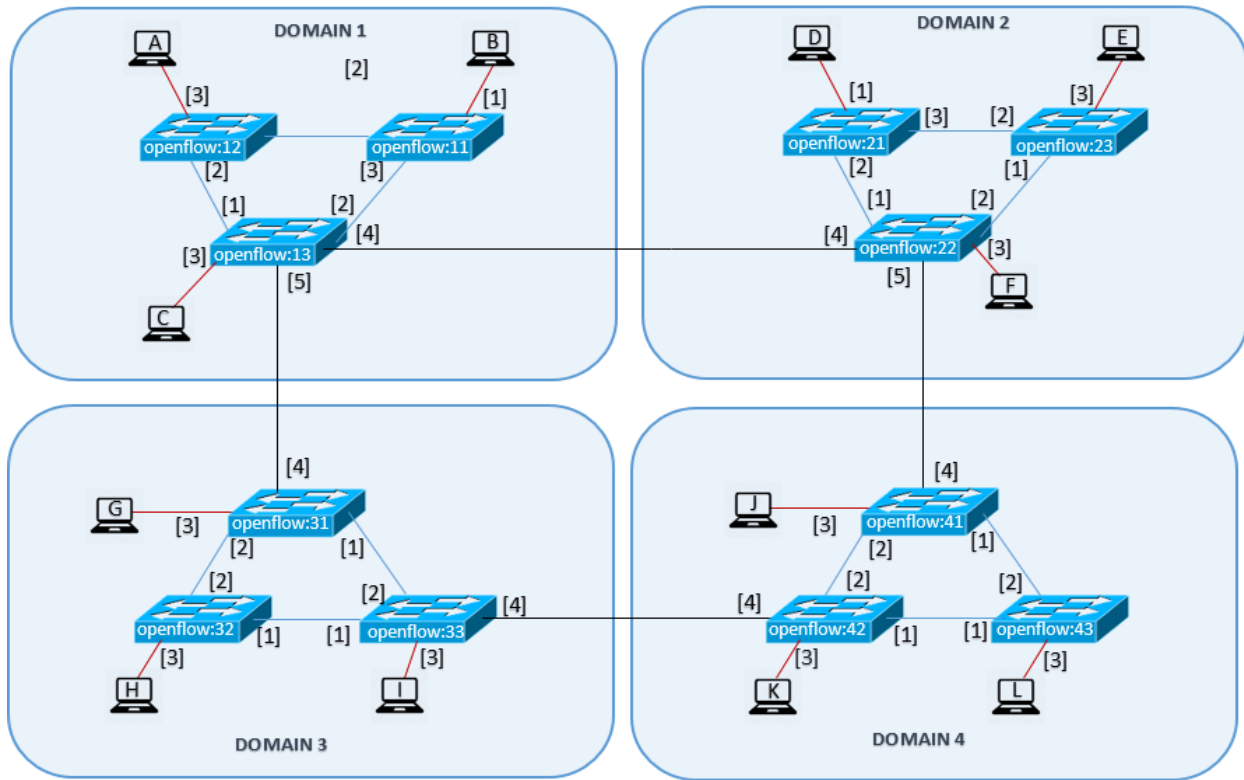 DOMAIN 1
A
B
[2]
[3]
[1]
openflow:12
openflow:11
[2]
[3]
[1]
[2]
[4]
[3]
openflow:13
[5]
C
DOMAIN 2
D
E
[1]
[3]
[3]
[2]
openflow:21
openflow:23
[2]
[1]
[1]
[2]
[4]
openflow:22
[3]
[5]
F
[4]
G
[3]
openflow:31
[2]
[1]
[2]
[2]
openflow:32
[1]
[1]
openflow:33
[4]
[3]
[3]
H
I
DOMAIN 3
[4]
J
[3]
openflow:41
[2]
[1]
[2]
[2]
[4]
openflow:42
[1]
[1]
openflow:43
[3]
[3]
K
L
DOMAIN 4